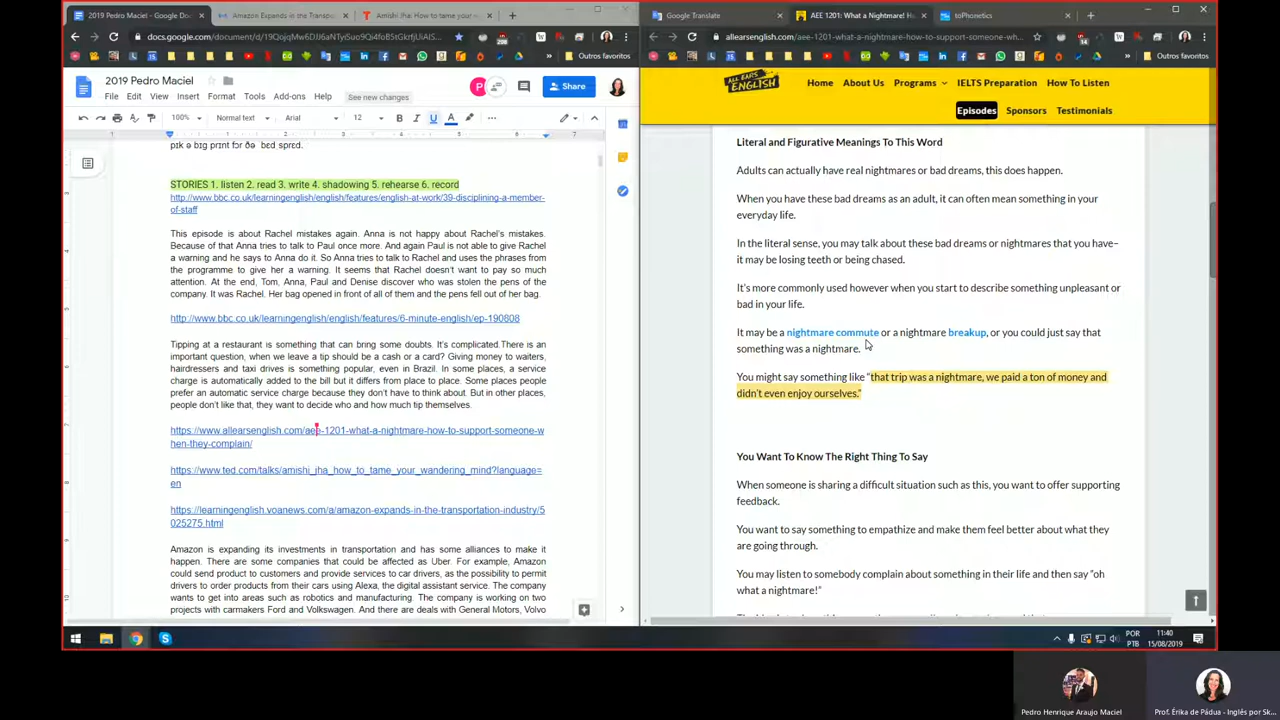 2019 Pedro Maciel - Google Doc
Amazon Expands in the Transpo
Amishi Jha: How to tame your w
docs.google.com/document/d/
Outros favoritos
2019 Pedro Maciel
File Edit View Insert Format Tools Add-ons Help
See new changes
Share
100% Normal text Arial 12
pɪk ə bɪg prɪnt fɔr ðə bɛd spred.
STORIES 1. listen 2. read 3. write 4. shadowing 5. rehearse 6. record
http://www.bbc.co.uk/learningenglish/english/features/english-at-work/39-disciplining-a-member-
of-staff
This episode is about Rachel mistakes again. Anna is not happy about Rachel's mistakes.
Because of that Anna tries to talk to Paul once more. And again Paul is not able to give Rachel
a warning and he says to Anna do it. So Anna tries to talk to Rachel and uses the phrases from
the programme to give her a warning. It seems that Rachel doesn't want to pay so much
attention. At the end, Tom, Anna, Paul and Denise discover who was stolen the pens of the
company. It was Rachel. Her bag opened in front of all of them and the pens fell out of her bag.
http://www.bbc.co.uk/learningenglish/english/features/6-minute-english/ep-190808
Tipping at a restaurant is something that can bring some doubts. It's complicated.There is an
important question, when we leave a tip should be a cash or a card? Giving money to waiters,
hairdressers and taxi drives is something popular, even in Brazil. In some places, a service
charge is automatically added to the bill but it differs from place to place. Some places people
prefer an automatic service charge because they don't have to think about. But in other places,
people don't like that, they want to decide who and how much tip themselves.
https://www.allearsenglish.com/aee-1201-what-a-nightmare-how-to-support-someone-w
hen-they-complain/
https://www.ted.com/talks/amishi_jha_how_to_tame_your_wandering_mind?language=
en
https://learningenglish.voanews.com/a/amazon-expands-in-the-transportation-industry/5
025275.html
Amazon is expanding its investments in transportation and has some alliances to make it
happen. There are some companies that could be affected as Uber. For example, Amazon
could send product to customers and provide services to car drivers, as the possibility to permit
drivers to order products from their cars using Alexa, the digital assistant service. The company
wants to get into areas such as robotics and manufacturing. The company is working on two
projects with carmakers Ford and Volkswagen. And there are deals with General Motors, Volvo
Google Translate
AEE 1201: What a Nightmare! H
toPhonetics
allearsenglish.com/aee-1201-what-a-nightmare-how-to-support-someone-wh...
Outros favoritos
ALL EARS ENGLISH
Home About Us Programs IELTS Preparation How To Listen
Episodes Sponsors Testimonials
Literal and Figurative Meanings To This Word
Adults can actually have real nightmares or bad dreams, this does happen.
When you have these bad dreams as an adult, it can often mean something in your
everyday life.
In the literal sense, you may talk about these bad dreams or nightmares that you have–
it may be losing teeth or being chased.
It's more commonly used however when you start to describe something unpleasant or
bad in your life.
It may be a nightmare commute or a nightmare breakup, or you could just say that
something was a nightmare.
You might say something like "that trip was a nightmare, we paid a ton of money and
didn't even enjoy ourselves."
You Want To Know The Right Thing To Say
When someone is sharing a difficult situation such as this, you want to offer supporting
feedback.
You want to say something to empathize and make them feel better about what they
are going through.
You may listen to somebody complain about something in their life and then say "oh
what a nightmare!"
POR
PTB
11:40
15/08/2019
Pedro Henrique Araujo Maciel
Prof. Érika de Pádua - Inglês por Sk...